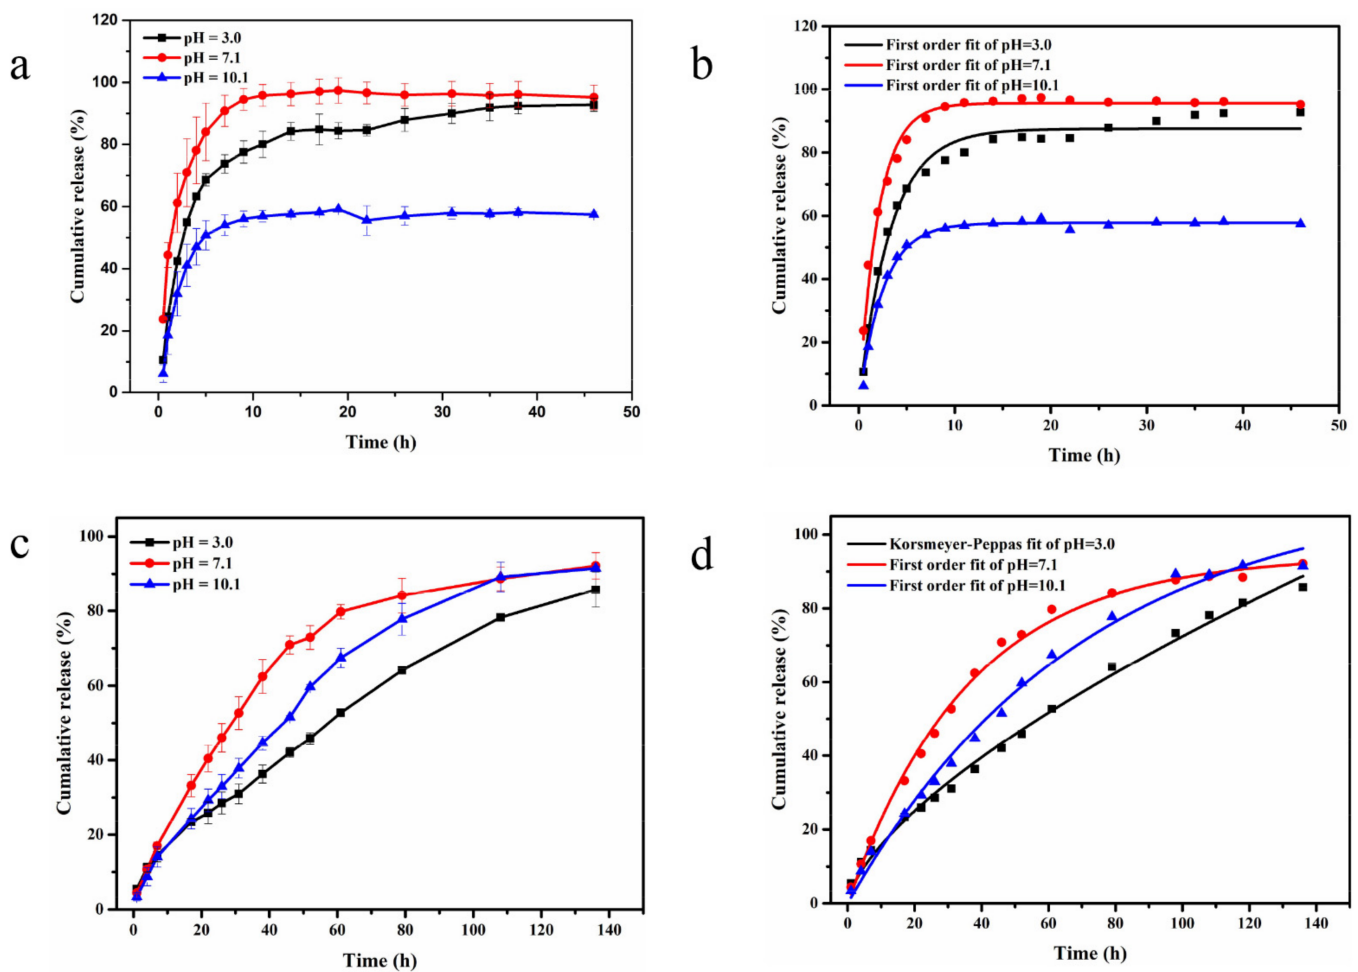 a
120
100
80
60
40
20
0
pH = 3.0
pH = 7.1
pH = 10.1
Cumulative release (%)
0 10 20 30 40 50
Time (h)
b
120
100
80
60
40
20
0
First order fit of pH=3.0
First order fit of pH=7.1
First order fit of pH=10.1
Cumulative release (%)
0 10 20 30 40 50
Time (h)
c
100
80
60
40
20
0
pH = 3.0
pH = 7.1
pH = 10.1
Cumalative release (%)
0 20 40 60 80 100 120 140
Time (h)
d
100
80
60
40
20
0
Korsmeyer-Peppas fit of pH=3.0
First order fit of pH=7.1
First order fit of pH=10.1
Cumulative release (%)
0 20 40 60 80 100 120 140
Time (h)